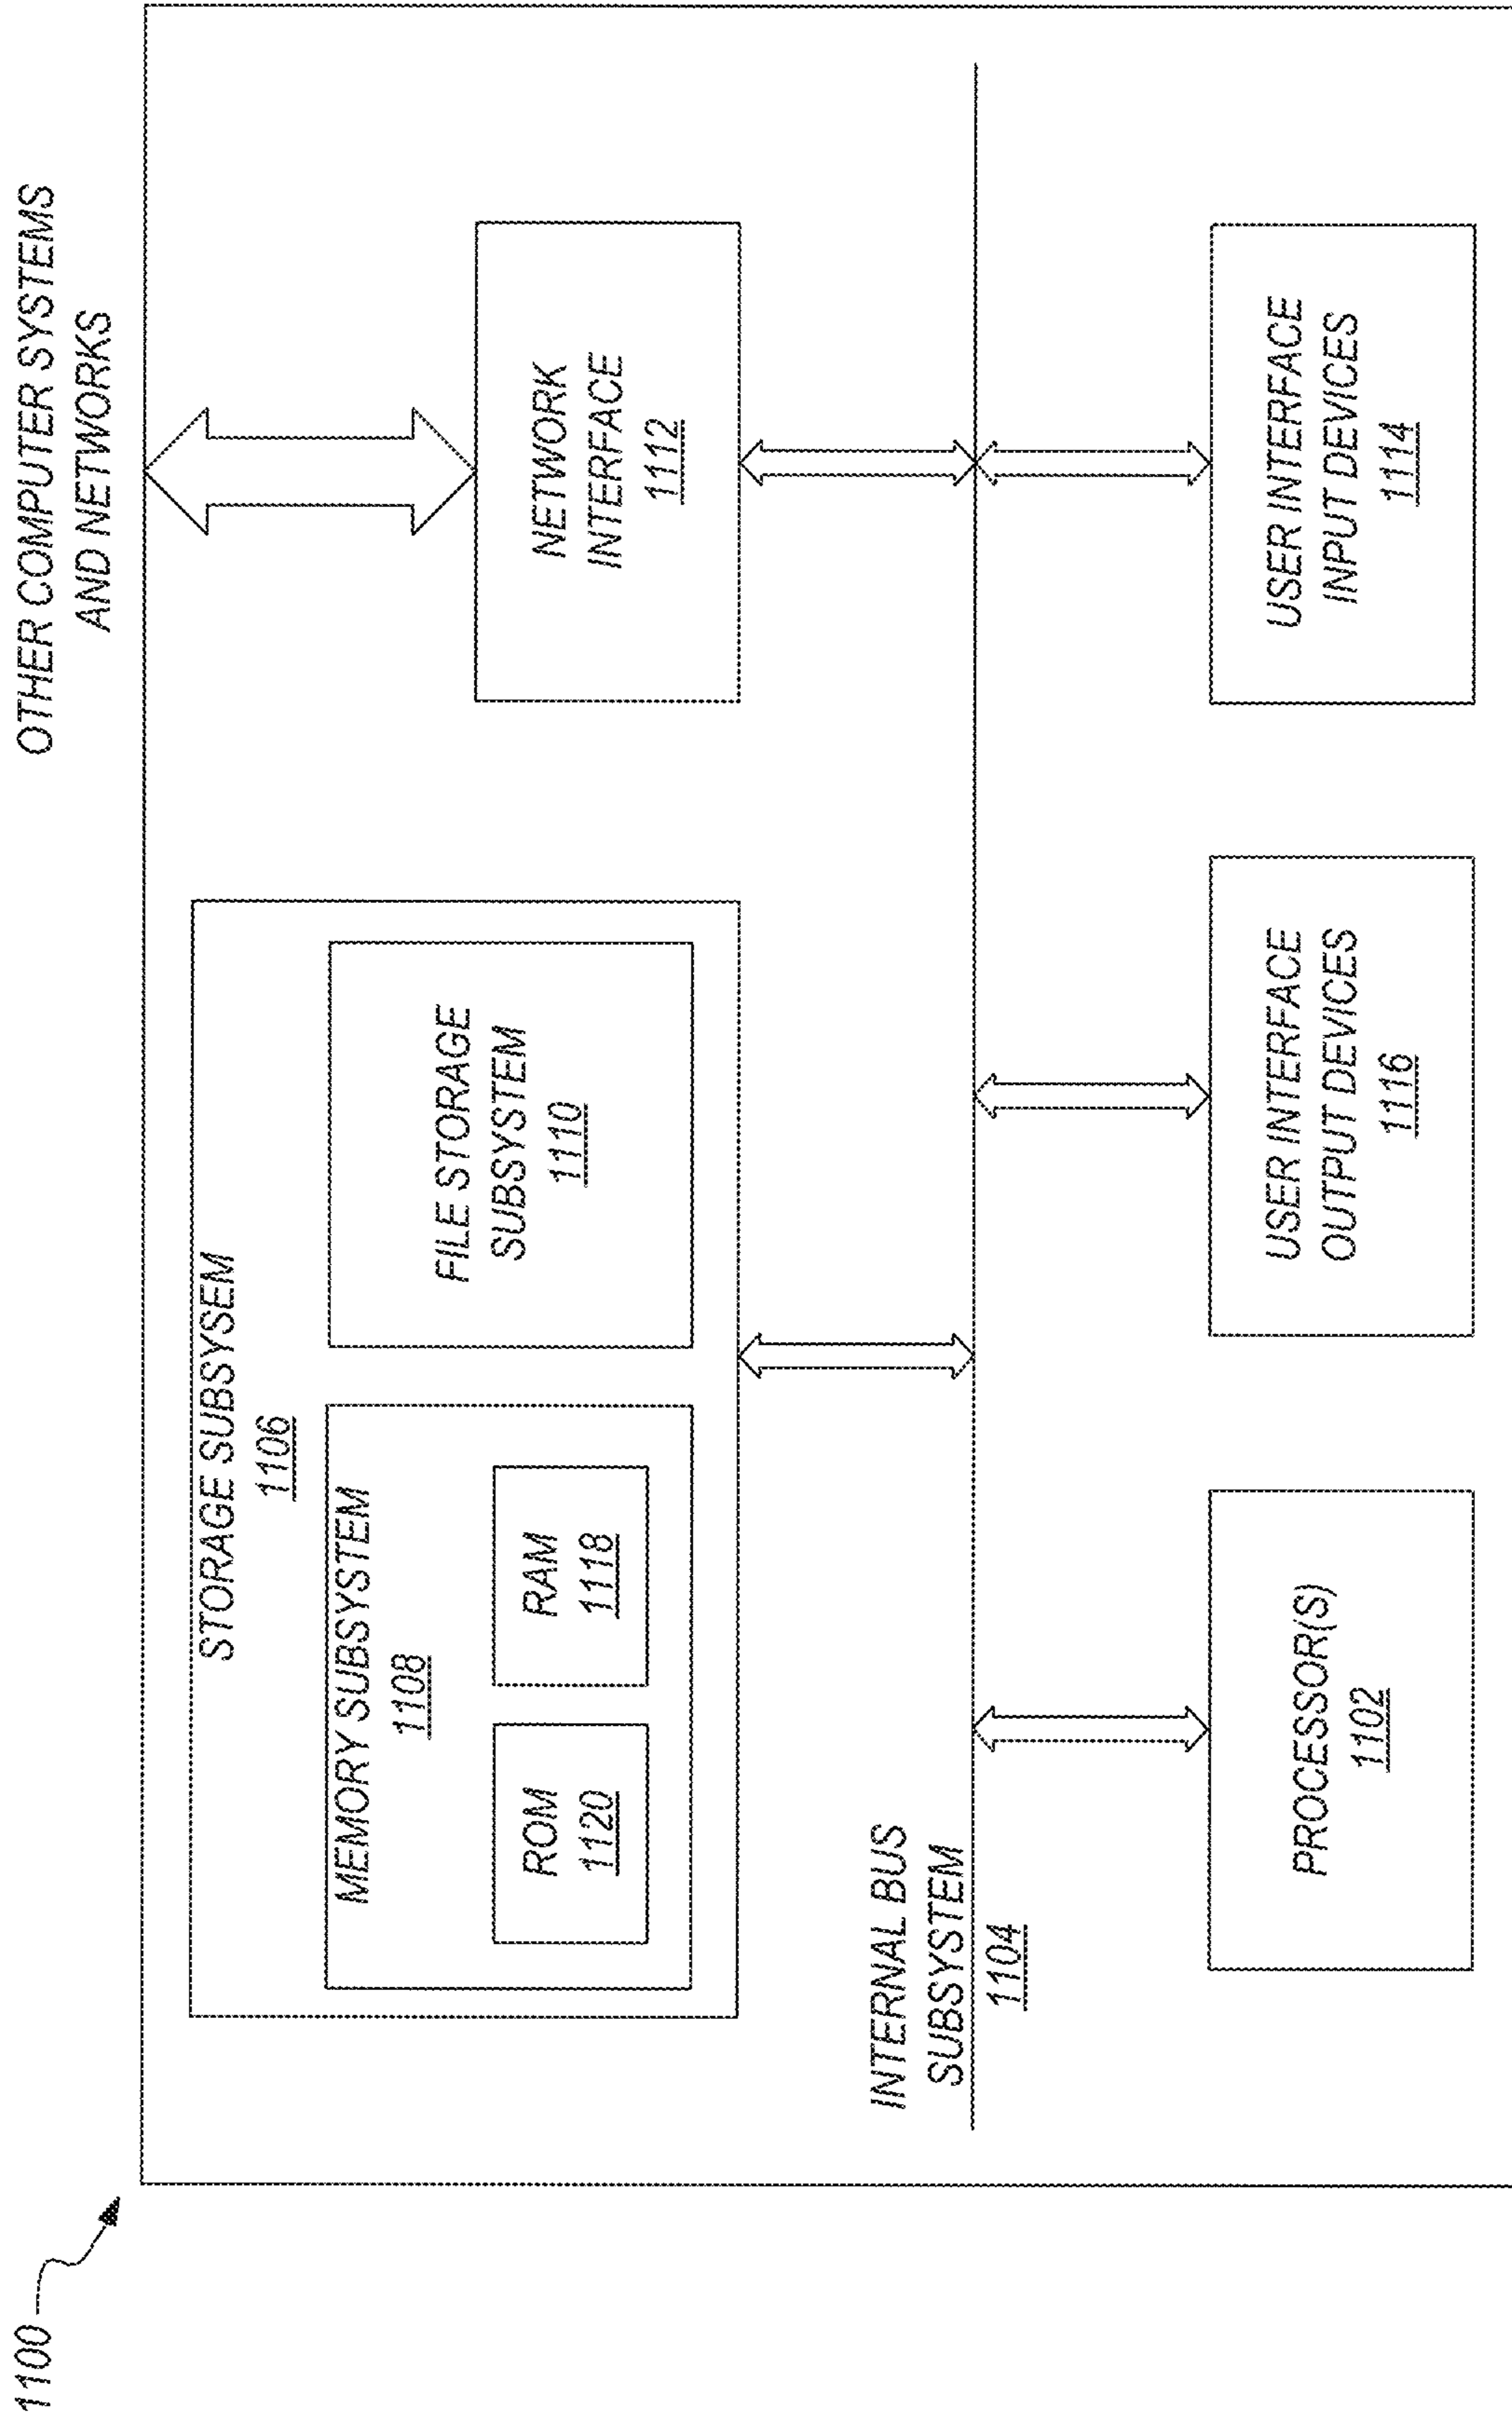 1100
OTHER COMPUTER SYSTEMS
AND NETWORKS
STORAGE SUBSYSEM
1106
MEMORY SUBSYSTEM
1108
ROM
1120
RAM
1118
FILE STORAGE
SUBSYSTEM
1110
NETWORK
INTERFACE
1112
INTERNAL BUS
SUBSYSTEM
1104
PROCESSOR(S)
1102
USER INTERFACE
OUTPUT DEVICES
1116
USER INTERFACE
INPUT DEVICES
1114